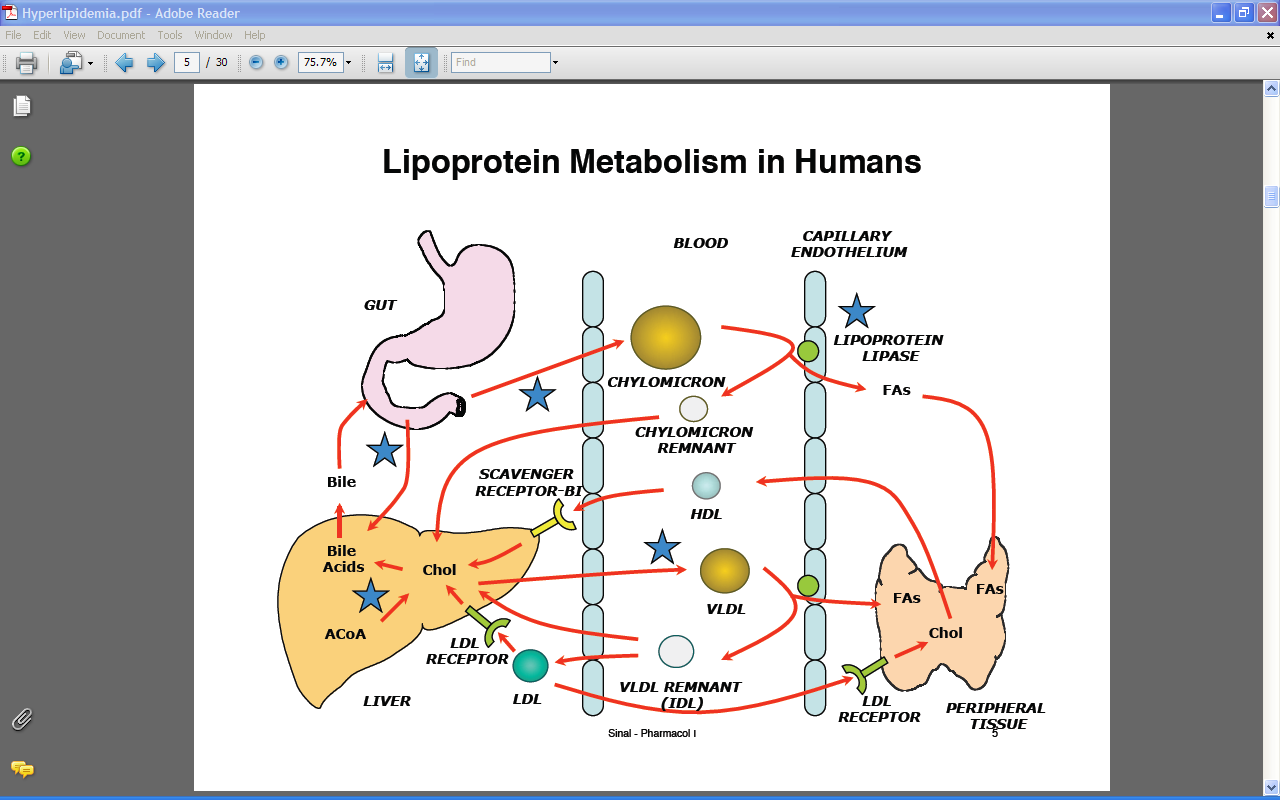 Hyperlipidemia.pdf - Adobe Reader
File Edit View Document Tools Window Help
5 / 30 75.7% Find
Lipoprotein Metabolism in Humans
BLOOD
CAPILLARY
ENDOTHELIUM
GUT
LIPOPROTEIN
LIPASE
CHYLOMICRON
FAs
CHYLOMICRON
REMNANT
SCAVENGER
RECEPTOR-BI
Bile
HDL
Bile
Acids
Chol
VLDL
FAs
FAs
ACoA
Chol
LDL
RECEPTOR
LDL
VLDL REMNANT
(IDL)
LIVER
LDL
RECEPTOR
PERIPHERAL
TISSUE
Sinal - Pharmacol I
5